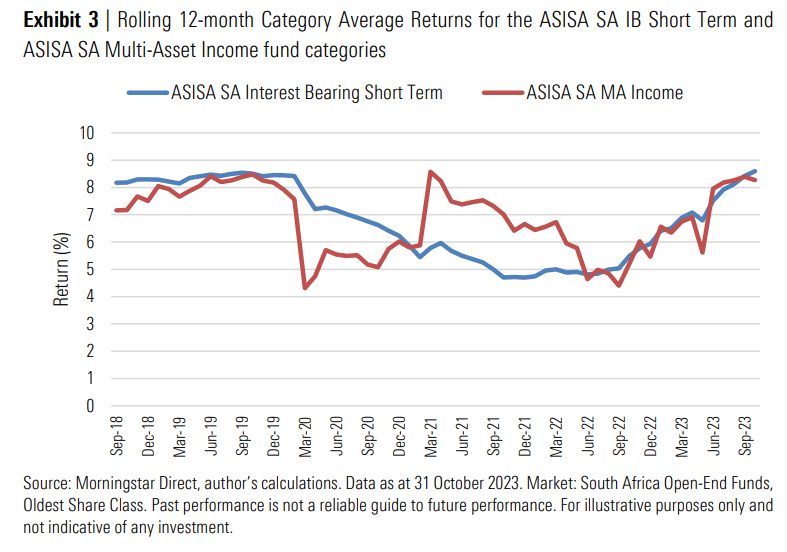 Exhibit 3 | Rolling 12-month Category Average Returns for the ASISA SA IB Short Term and
ASISA SA Multi-Asset Income fund categories
ASISA SA Interest Bearing Short Term
ASISA SA MA Income
10
9
8
7
6
5
4
3
2
1
0
Return (%)
Sep-18
Dec-18
Mar-19
Jun-19
Sep-19
Dec-19
Mar-20
Jun-20
Sep-20
Dec-20
Mar-21
Jun-21
Sep-21
Dec-21
Mar-22
Jun-22
Sep-22
Dec-22
Mar-23
Jun-23
Sep-23
Source: Morningstar Direct, author's calculations. Data as at 31 October 2023. Market: South Africa Open-End Funds,
Oldest Share Class. Past performance is not a reliable guide to future performance. For illustrative purposes only and
not indicative of any investment.